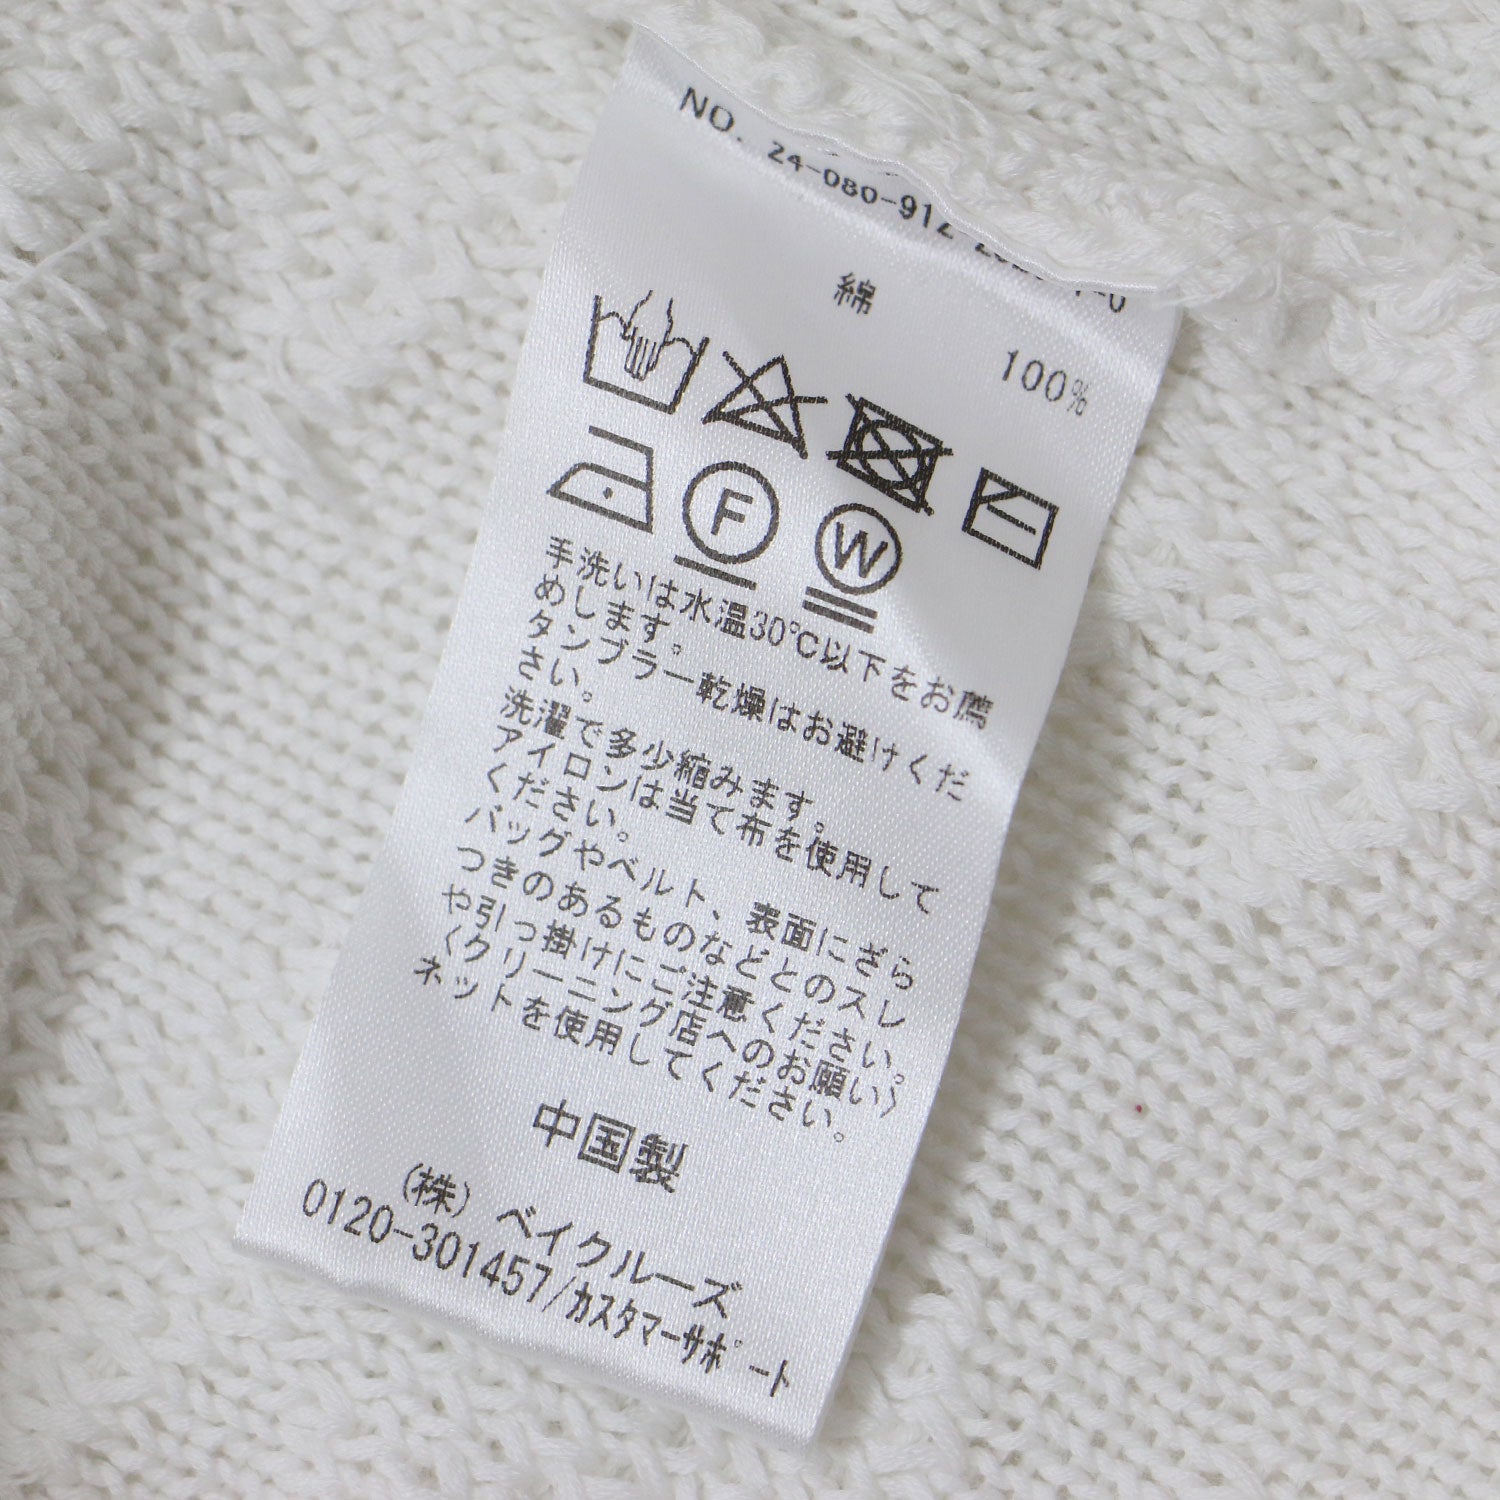 NO. 24-080-912
綿
100%
F
W
手洗いは水温30℃以下をお薦
めします。
タンブラー乾燥はお避けくだ
さい。
洗濯で多少縮みます。
アイロンは当て布を使用して
ください。
バッグやベルト、表面にざら
つきのあるものなどとのスレ
や引っ掛けにご注意ください。
〈クリーニング店へのお願い〉
ネットを使用してください。
中国製
(株) ベイクルーズ
0120-301457/ｶｽﾀﾏｰｻﾎﾟｰﾄ